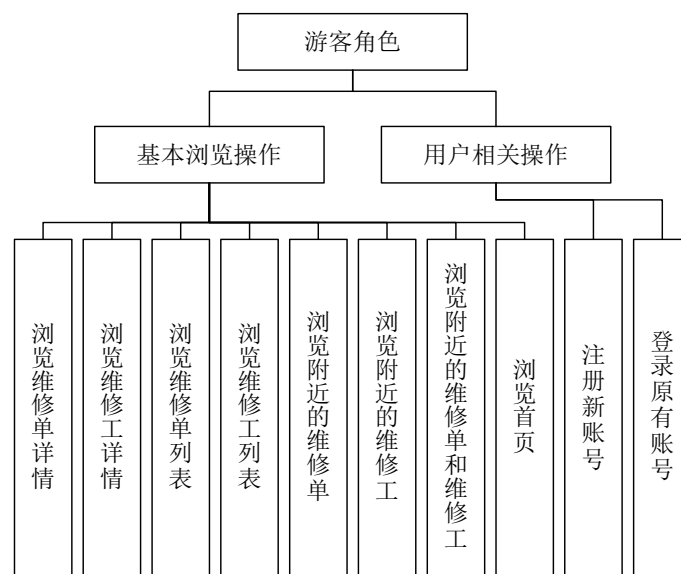 游客角色
基本浏览操作
用户相关操作
浏览维修单详情
浏览维修工详情
浏览维修单列表
浏览维修工列表
浏览附近的维修单
浏览附近的维修工
浏览附近的维修单和维修工
浏览首页
注册新账号
登录原有账号